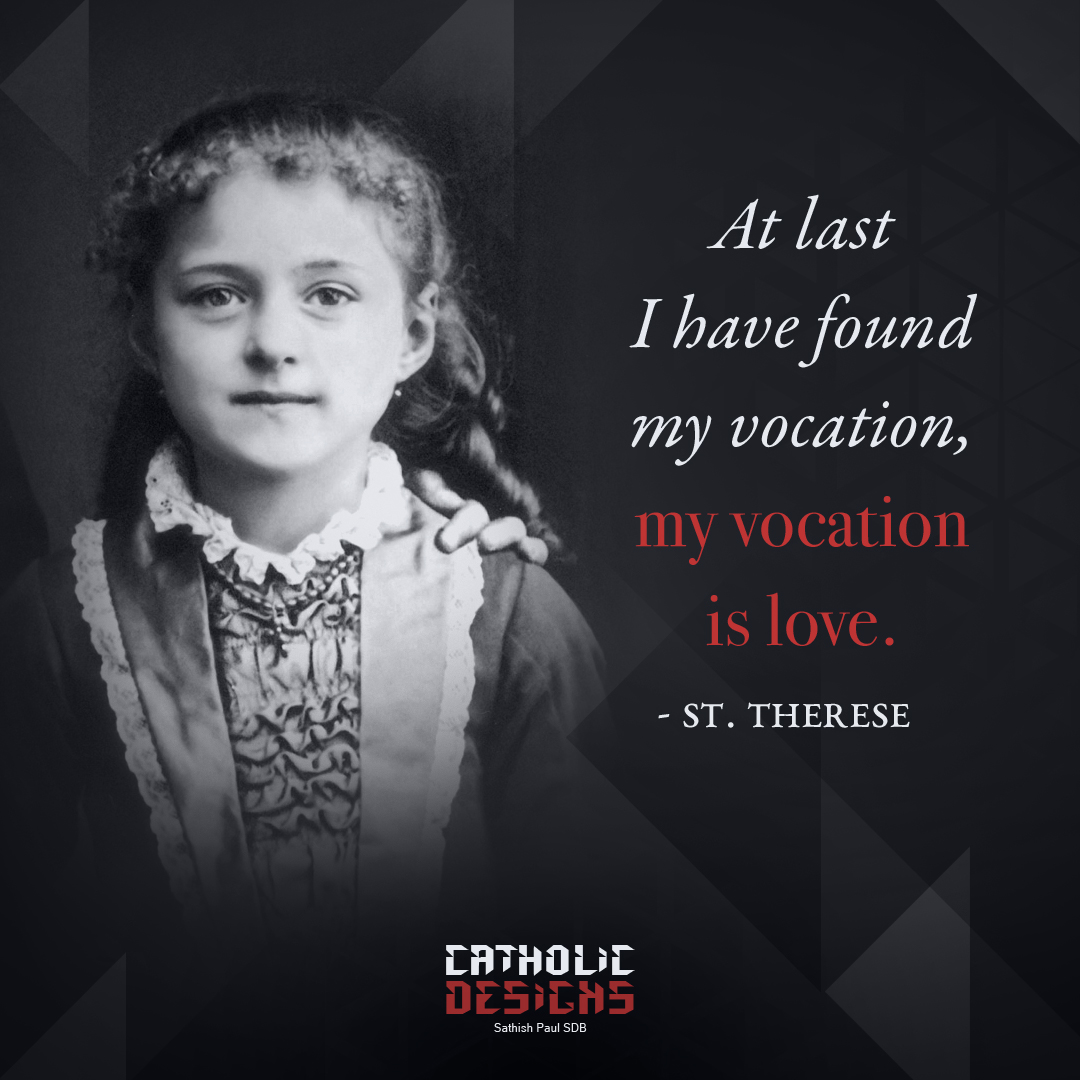 At last
I have found
my vocation,
my vocation
is love.
- ST. THERESE
CATHOLIC
DESIGNS
Sathish Paul SDB